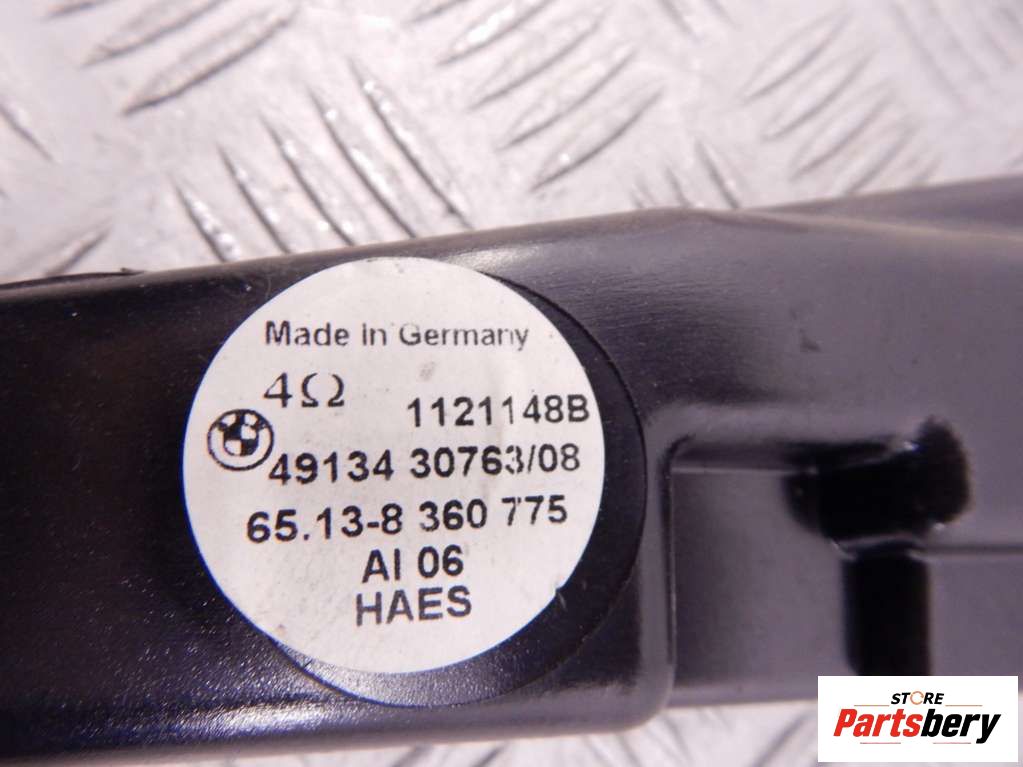 Made in Germany
4Ω
1121148B
49134 30763/08
65.13-8 360 775
AI 06
HAES
STORE
Partsbery